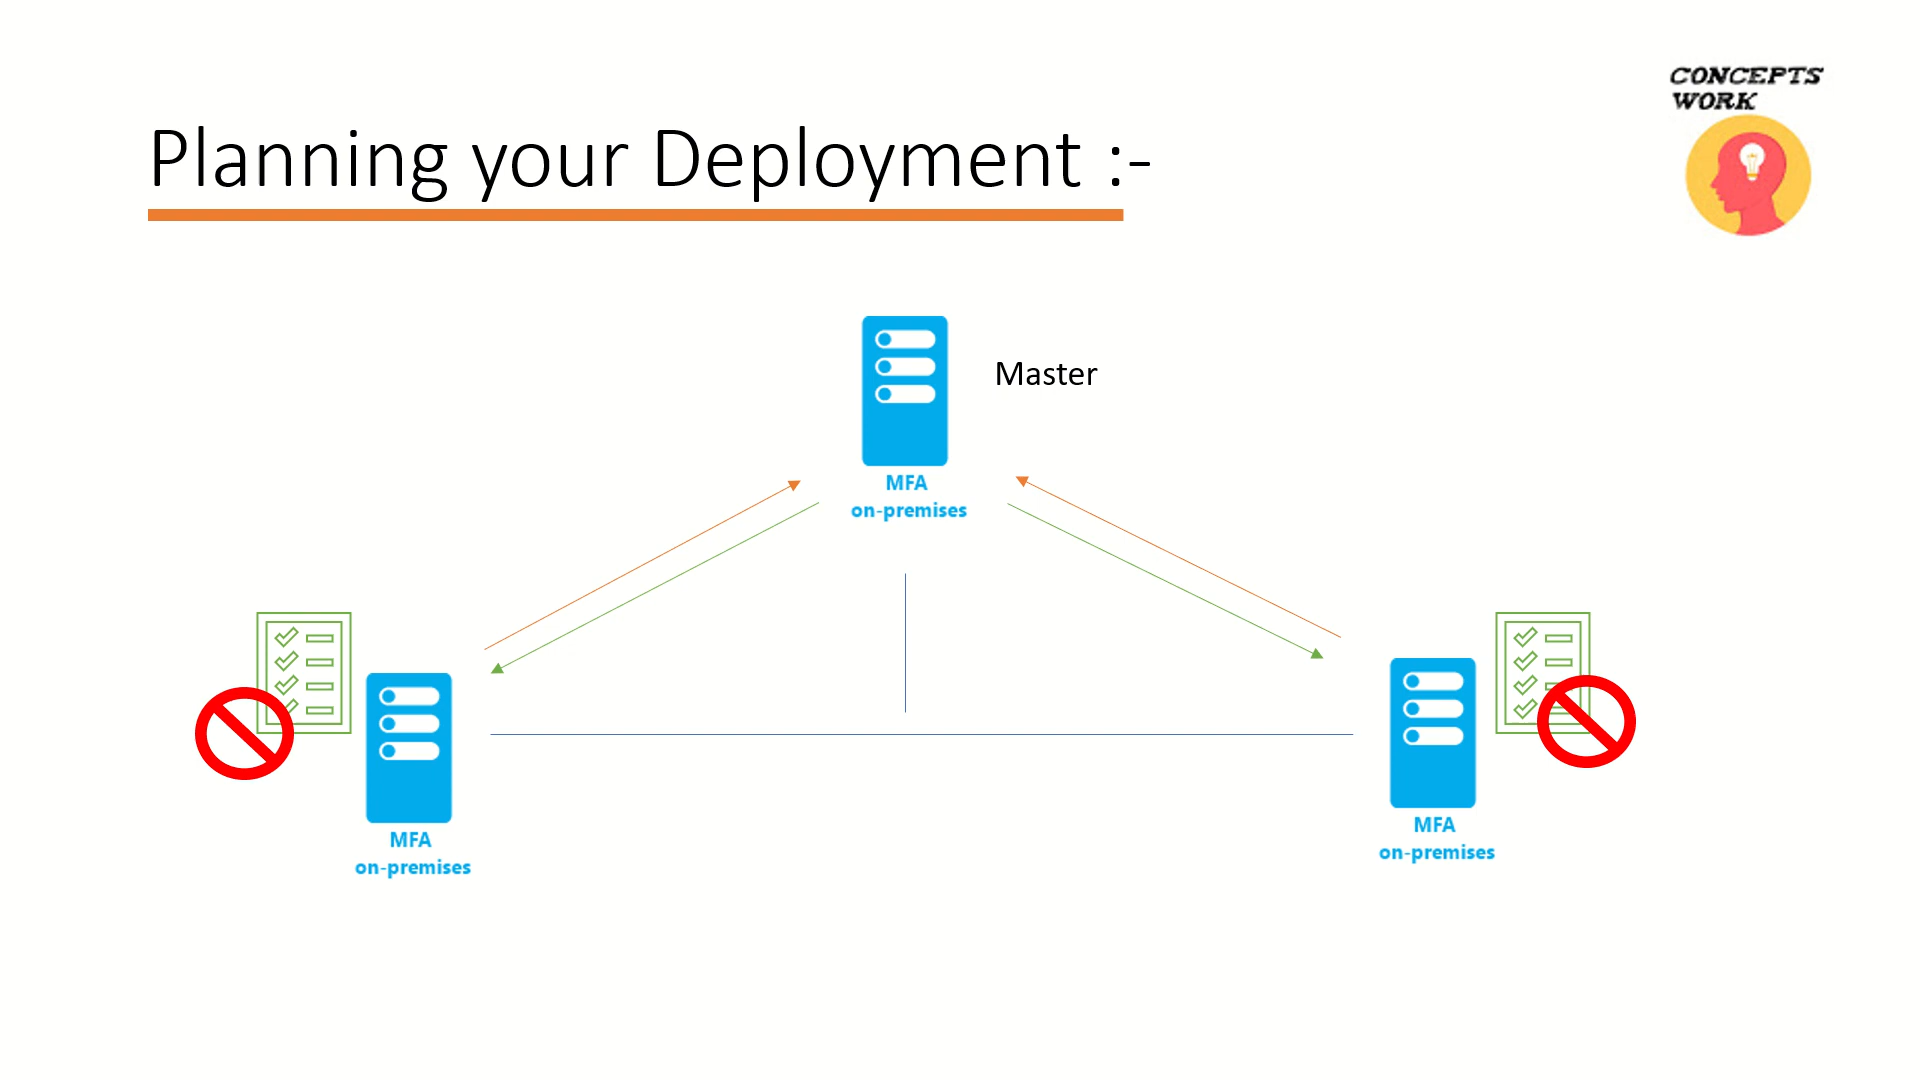 CONCEPTS
WORK
Planning your Deployment :-
Master
MFA
on-premises
MFA
on-premises
MFA
on-premises